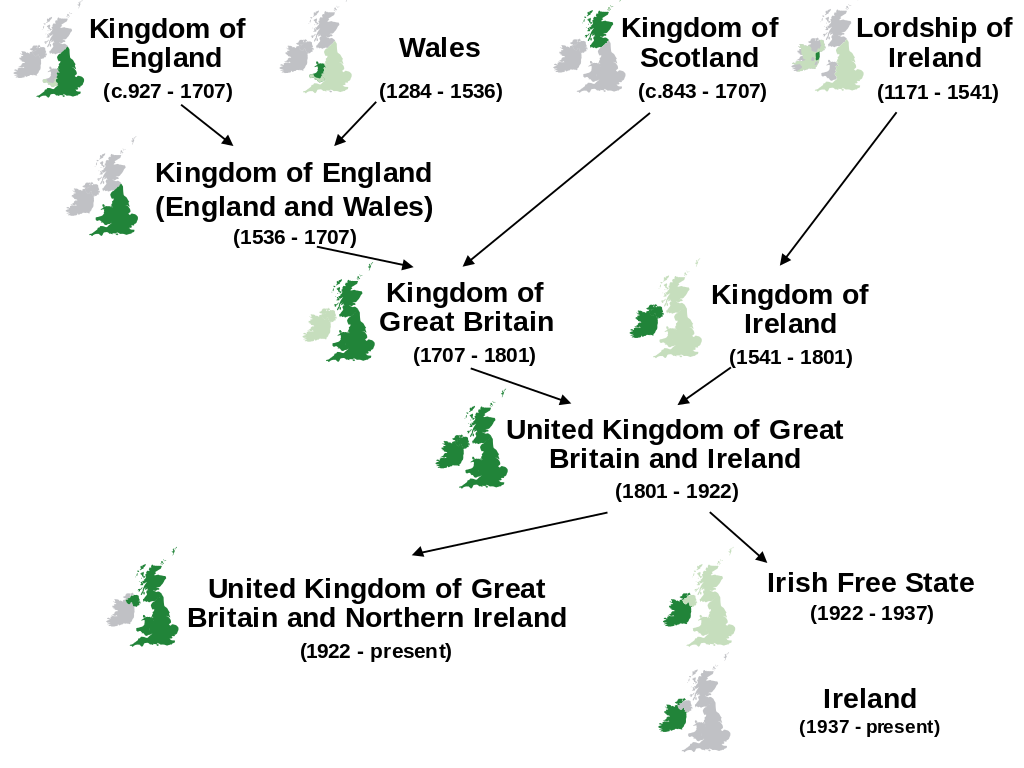 Kingdom of
England
(c.927 - 1707)
Wales
(1284 - 1536)
Kingdom of
Scotland
(c.843 - 1707)
Lordship of
Ireland
(1171 - 1541)
Kingdom of England
(England and Wales)
(1536 - 1707)
Kingdom of
Great Britain
(1707 - 1801)
Kingdom of
Ireland
(1541 - 1801)
United Kingdom of Great
Britain and Ireland
(1801 - 1922)
United Kingdom of Great
Britain and Northern Ireland
(1922 - present)
Irish Free State
(1922 - 1937)
Ireland
(1937 - present)